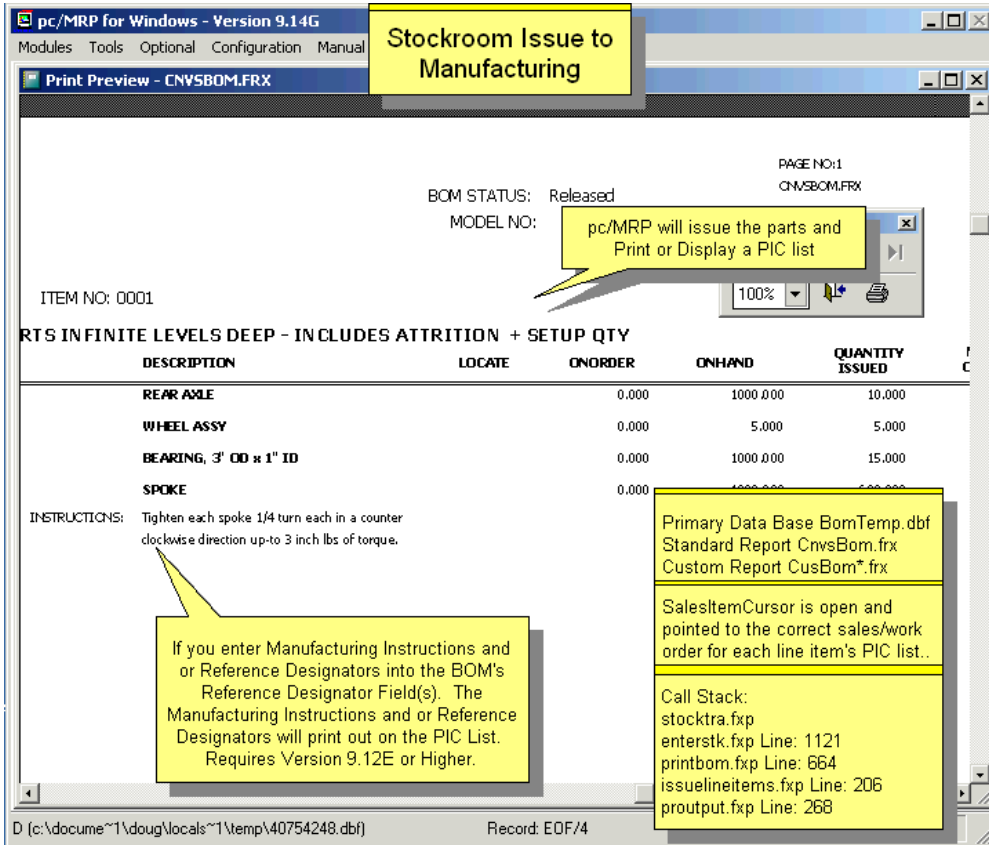 pc/MRP for Windows - Version 9.14G
Modules Tools Optional Configuration Manual
Stockroom Issue to
Manufacturing
Print Preview - CNVSBOM.FRX
PAGE NO:1
CNVSBOM.FRX
BOM STATUS: Released
MODEL NO:
pc/MRP will issue the parts and
Print or Display a PIC list
100%
ITEM NO: 0001
RTS INFINITE LEVELS DEEP - INCLUDES ATTRITION + SETUP QTY
DESCRIPTION LOCATE ONORDER ONHAND QUANTITY ISSUED
REAR AXLE 0.000 1000.000 10.000
WHEEL ASSY 0.000 5.000 5.000
BEARING, 3" OD x 1" ID 0.000 1000.000 15.000
SPOKE 0.000
INSTRUCTIONS: Tighten each spoke 1/4 turn each in a counter
clockwise direction up-to 3 inch lbs of torque.
Primary Data Base BomTemp.dbf
Standard Report CnvsBom.frx
Custom Report CusBom*.frx
SalesItemCursor is open and
pointed to the correct sales/work
order for each line item's PIC list..
If you enter Manufacturing Instructions and
or Reference Designators into the BOM's
Reference Designator Field(s). The
Manufacturing Instructions and or Reference
Designators will print out on the PIC List.
Requires Version 9.12E or Higher.
Call Stack:
stocktra.fxp
enterstk.fxp Line: 1121
printbom.fxp Line: 664
issuelineitems.fxp Line: 206
proutput.fxp Line: 268
D (c:\docume~1\doug\locals~1\temp\40754248.dbf) Record: EOF/4